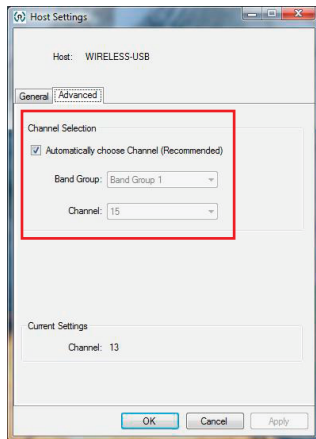 Host Settings
Host: WIRELESS-USB
General Advanced
Channel Selection
Automatically choose Channel (Recommended)
Band Group: Band Group 1
Channel: 15
Current Settings
Channel: 13
OK Cancel Apply